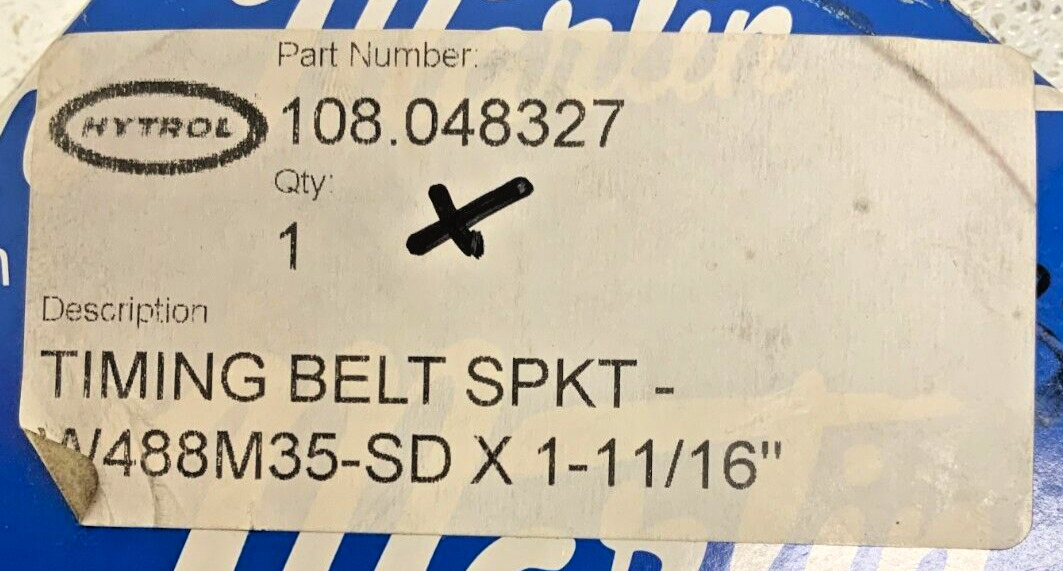 Part Number:
HYTROL
108.048327
Qty:
1
Description
TIMING BELT SPKT -
W488M35-SD X 1-11/16"